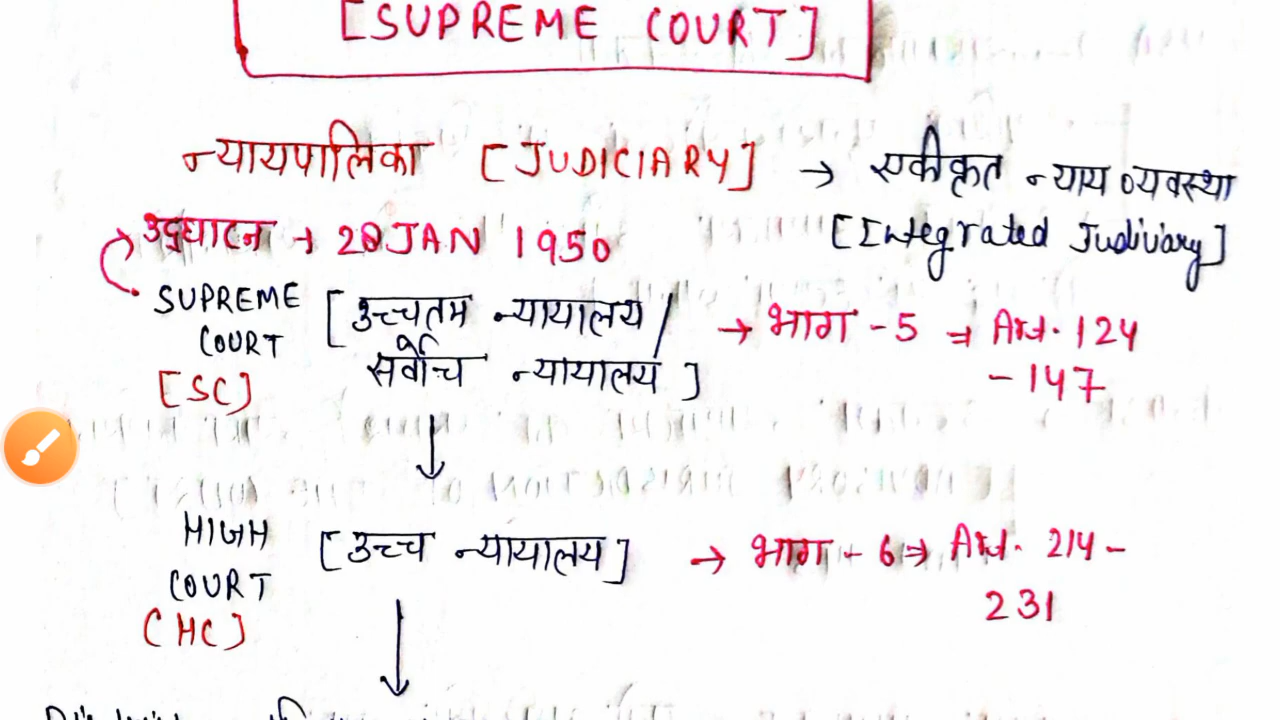 [SUPREME COURT]
न्यायपालिका [JUDICIARY] → एकीकृत न्याय व्यवस्था
[Integrated Judiviary]
उद्घाटन → 28 JAN 1950
SUPREME COURT [SC] [उच्चतम न्यायालय / सर्वोच्च न्यायालय] → भाग - 5 ⇒ Art. 124 - 147
↓
HIGH COURT (HC] [उच्च न्यायालय] → भाग - 6 ⇒ Art. 214 - 231
↓